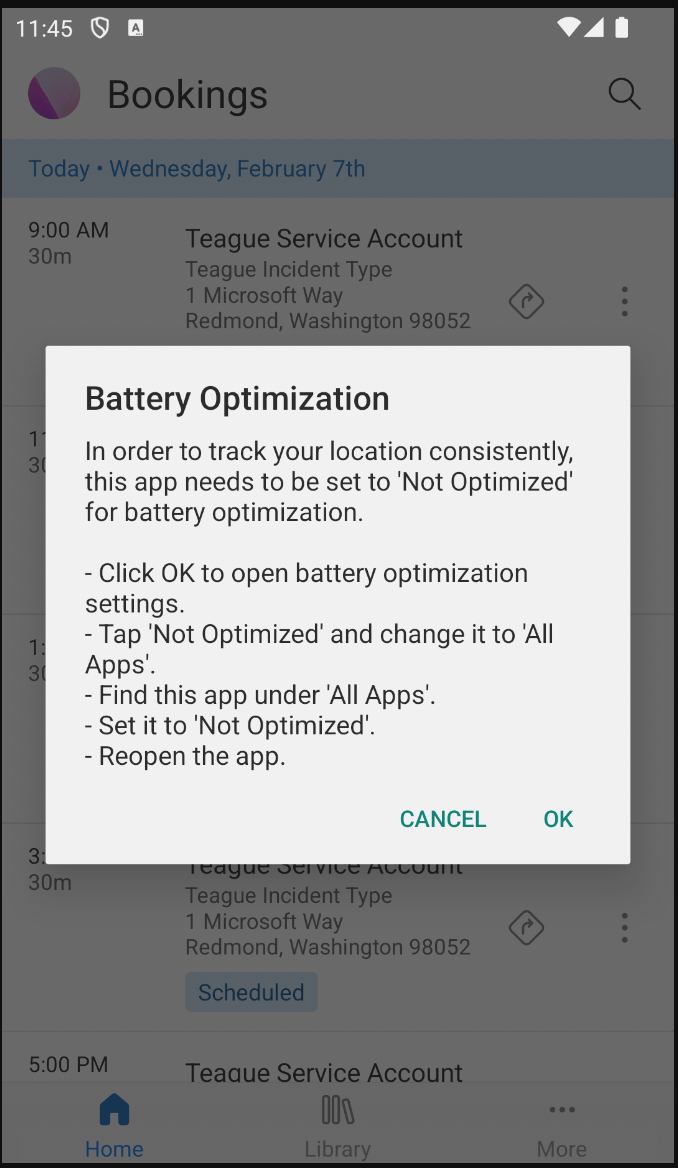 11:45
Bookings
Today • Wednesday, February 7th
9:00 AM
30m
Teague Service Account
Teague Incident Type
1 Microsoft Way
Redmond, Washington 98052
Battery Optimization
In order to track your location consistently,
this app needs to be set to 'Not Optimized'
for battery optimization.
- Click OK to open battery optimization
settings.
- Tap 'Not Optimized' and change it to 'All
Apps'.
- Find this app under 'All Apps'.
- Set it to 'Not Optimized'.
- Reopen the app.
CANCEL
OK
30m
Teague Service Account
Teague Incident Type
1 Microsoft Way
Redmond, Washington 98052
Scheduled
5:00 PM
Teague Service Account
Home
Library
More